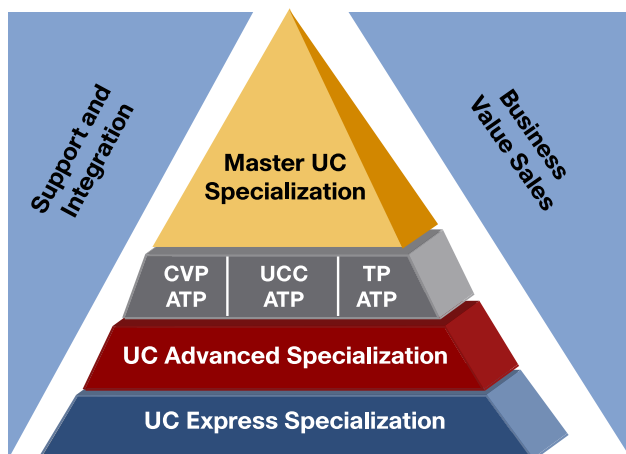 Support and
Integration
Business
Value Sales
Master UC
Specialization
CVP
ATP
UCC
ATP
TP
ATP
UC Advanced Specialization
UC Express Specialization